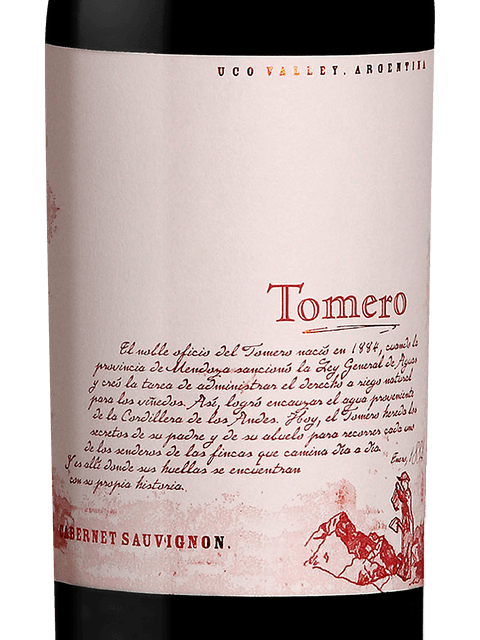 UCO VALLEY, ARGENTINA
Tomero
El noble oficio del Tomero nació en 1884, cuando la
provincia de Mendoza sancionó la Ley General de Aguas
y creó la tarea de administrar el derecho a riego natural
para los viñedos. Así, logró encauzar el agua proveniente
de la Cordillera de los Andes. Hoy, el Tomero hereda los
secretos de su padre y de su abuelo para recorrer cada uno
de los senderos de las fincas que camina día a día.
Y es allí donde sus huellas se encuentran
con su propia historia.
Enero,
CABERNET SAUVIGNON.